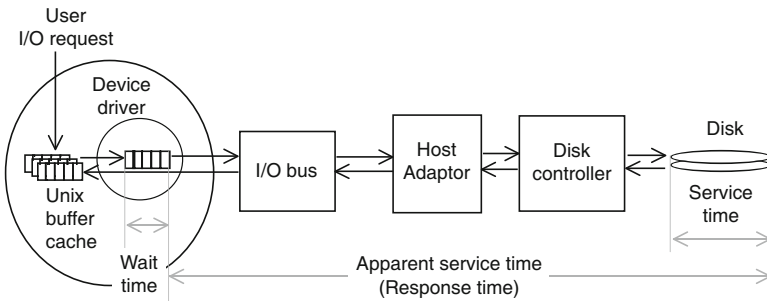 User
I/O request
Device
driver
Unix
buffer
cache
Wait
time
I/O bus
Host
Adaptor
Disk
controller
Disk
Service
time
Apparent service time
(Response time)